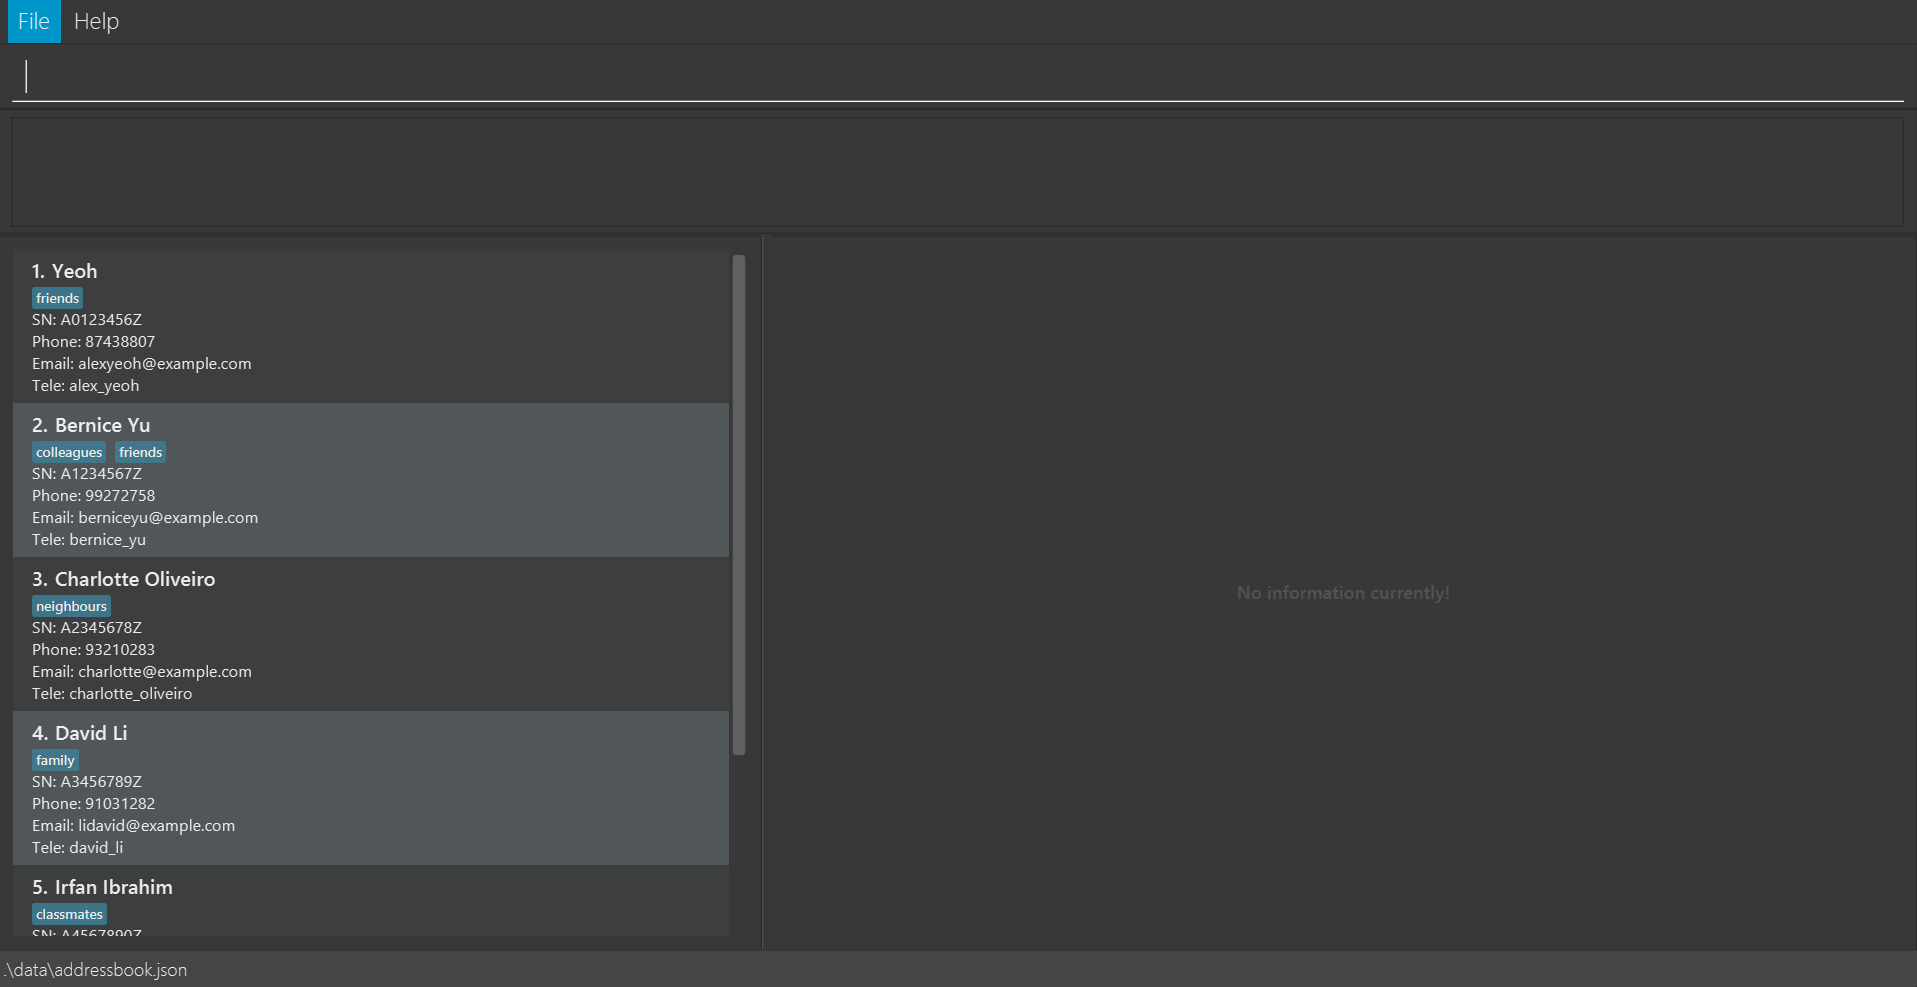 File Help
1. Yeoh
friends
SN: A0123456Z
Phone: 87438807
Email: alexyeoh@example.com
Tele: alex_yeoh
2. Bernice Yu
colleagues friends
SN: A1234567Z
Phone: 99272758
Email: berniceyu@example.com
Tele: bernice_yu
3. Charlotte Oliveiro
neighbours
SN: A2345678Z
Phone: 93210283
Email: charlotte@example.com
Tele: charlotte_oliveiro
4. David Li
family
SN: A3456789Z
Phone: 91031282
Email: lidavid@example.com
Tele: david_li
5. Irfan Ibrahim
classmates
SN: A4567890Z
No information currently!
.\data\addressbook.json